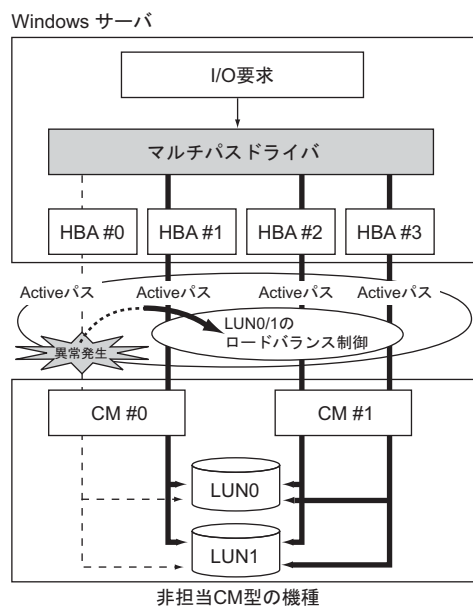 Windows サーバ
I/O要求
マルチパスドライバ
HBA #0 HBA #1 HBA #2 HBA #3
Activeパス Activeパス Activeパス Activeパス
LUN0/1の
ロードバランス制御
異常発生
CM #0 CM #1
LUN0
LUN1
非担当CM型の機種